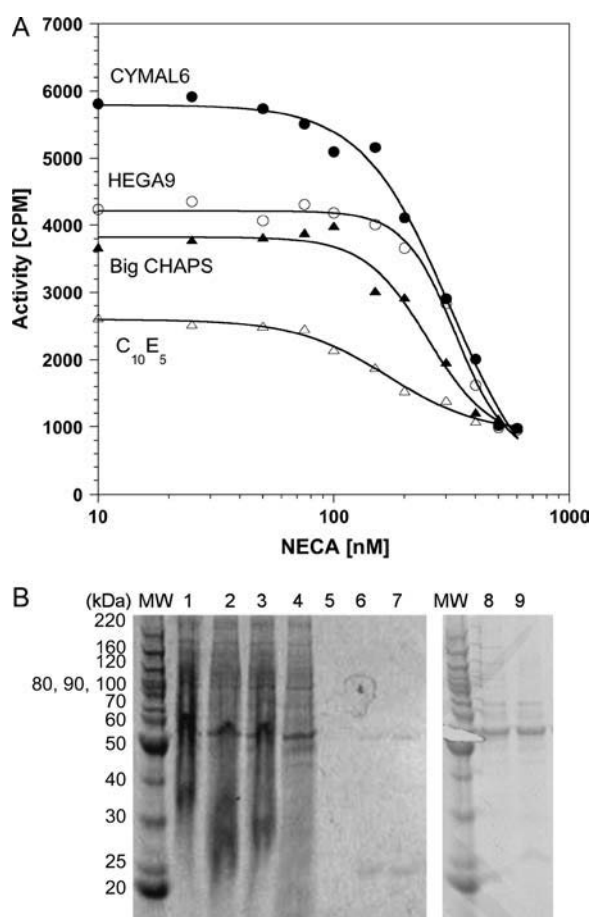 A
7000
6000
5000
4000
3000
2000
1000
0
Activity [CPM]
CYMAL6
HEGA9
Big CHAPS
C10E5
10 100 1000
NECA [nM]
B
(kDa) MW 1 2 3 4 5 6 7 MW 8 9
220
160
120
80, 90, 100
70
60
50
40
30
25
20